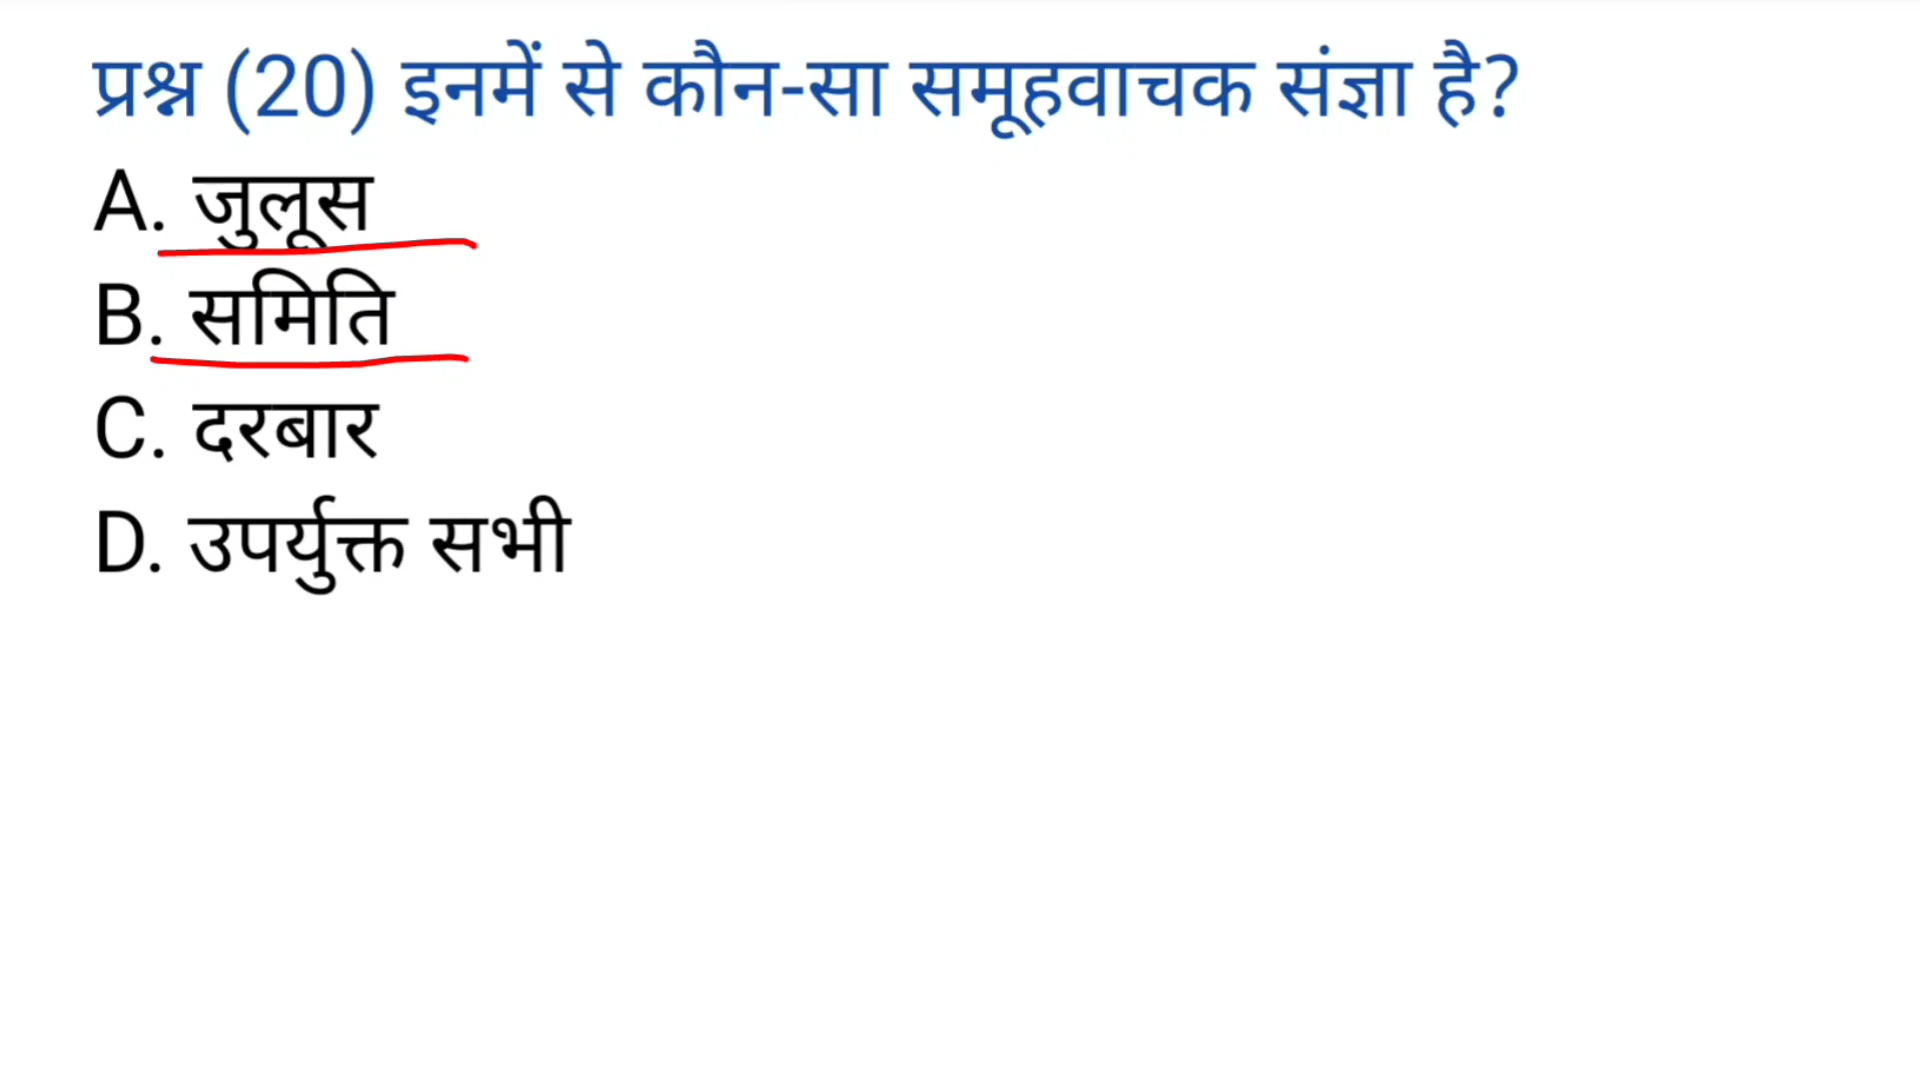 प्रश्न (20) इनमें से कौन-सा समूहवाचक संज्ञा है?
A. जुलूस
B. समिति
C. दरबार
D. उपर्युक्त सभी